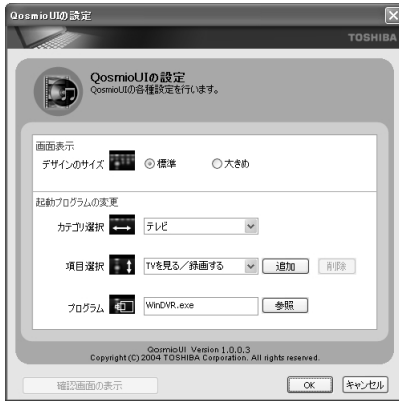 QosmioUIの設定
TOSHIBA
QosmioUIの設定
QosmioUIの各種設定を行います。
画面表示
デザインのサイズ 標準 大きめ
起動プログラムの変更
カテゴリ選択 テレビ
項目選択 TVを見る／録画する 追加 削除
プログラム WinDVR.exe 参照
QosmioUI Version 1.0.0.3
Copyright(C) 2004 TOSHIBA Corporation. All rights reserved.
確認画面の表示 OK キャンセル